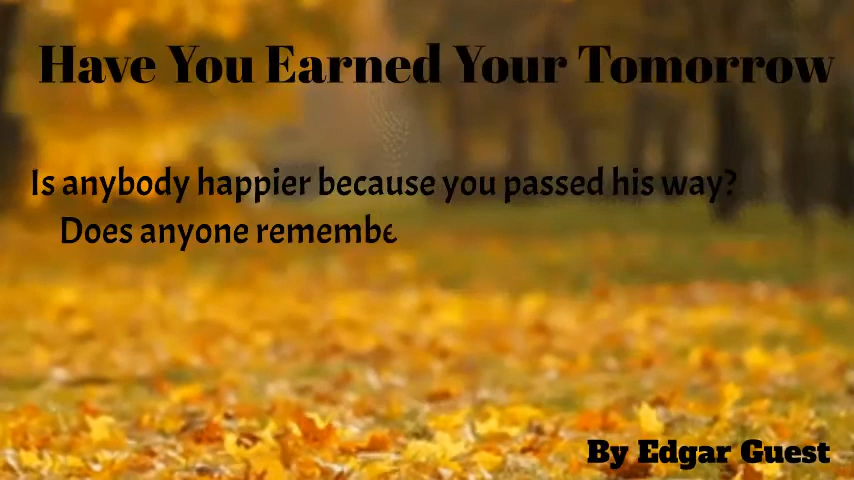 Have You Earned Your Tomorrow
Is anybody happier because you passed his way?
Does anyone remembe
By Edgar Guest